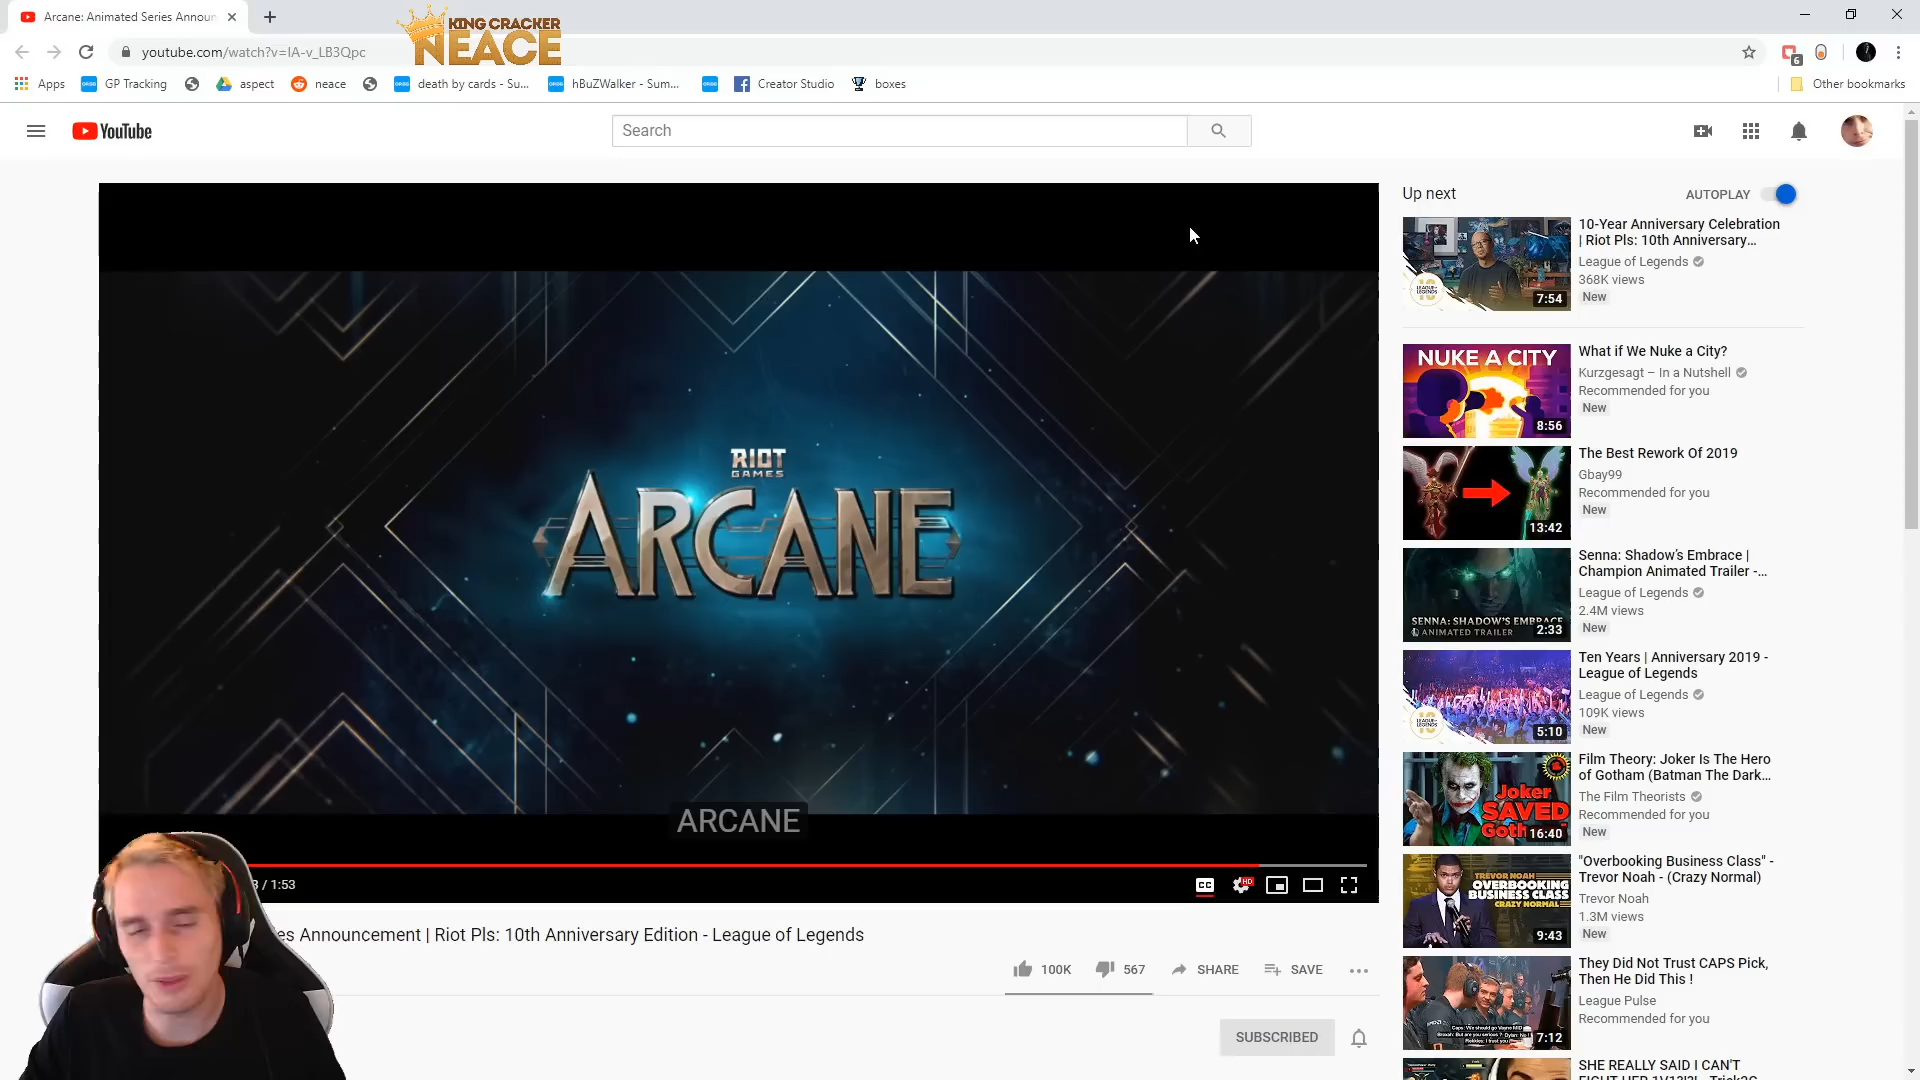 Arcane: Animated Series Announ
KING CRACKER
NEACE
youtube.com/watch?v=IA-v_LB3Qpc
6
Apps
GP Tracking
aspect
neace
death by cards - Su...
hBuZWalker - Sum...
Creator Studio
boxes
Other bookmarks
YouTube
Search
RIOT
GAMES
ARCANE
ARCANE
/ 1:53
CC
HD
es Announcement | Riot Pls: 10th Anniversary Edition - League of Legends
100K
567
SHARE
SAVE
SUBSCRIBED
Up next
AUTOPLAY
7:54
10-Year Anniversary Celebration
| Riot Pls: 10th Anniversary...
League of Legends
368K views
New
NUKE A CITY
8:56
What if We Nuke a City?
Kurzgesagt – In a Nutshell
Recommended for you
New
13:42
The Best Rework Of 2019
Gbay99
Recommended for you
New
SENNA: SHADOW'S EMBRACE
ANIMATED TRAILER
2:33
Senna: Shadow's Embrace |
Champion Animated Trailer -...
League of Legends
2.4M views
New
5:10
Ten Years | Anniversary 2019 -
League of Legends
League of Legends
109K views
New
Joker
SAVED
Goth
16:40
Film Theory: Joker Is The Hero
of Gotham (Batman The Dark...
The Film Theorists
Recommended for you
New
TREVOR NOAH
OVERBOOKING
BUSINESS CLASS
CRAZY NORMAL
9:43
"Overbooking Business Class" -
Trevor Noah - (Crazy Normal)
Trevor Noah
1.3M views
New
7:12
They Did Not Trust CAPS Pick,
Then He Did This !
League Pulse
Recommended for you
SHE REALLY SAID I CAN'T